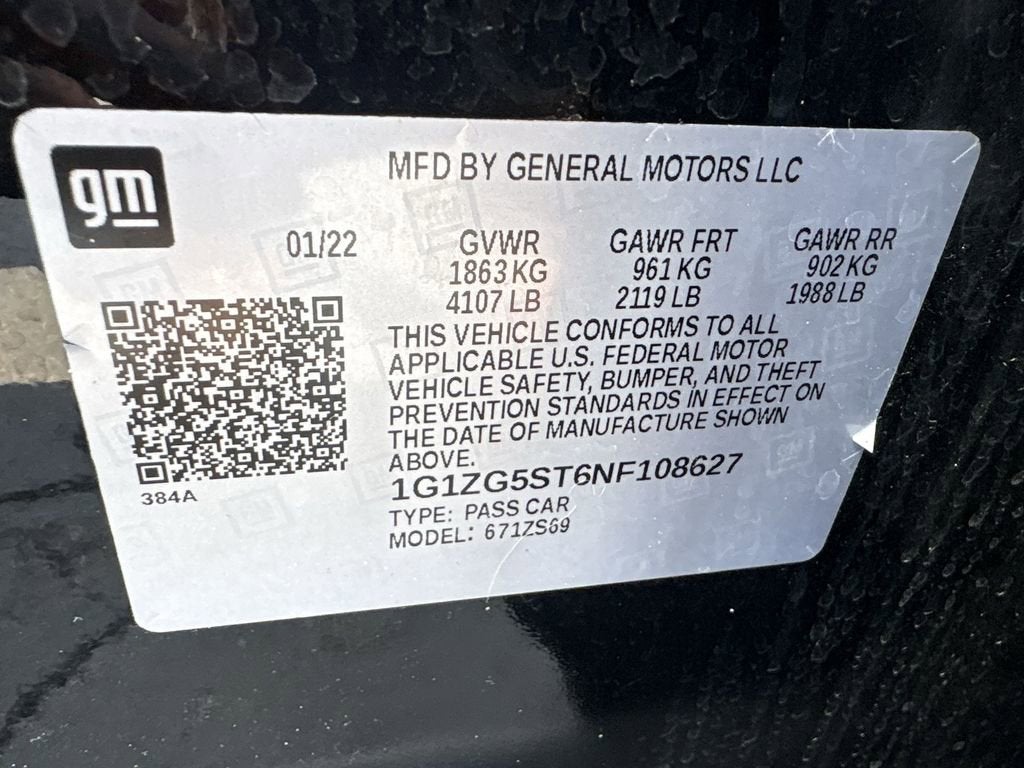 gm
MFD BY GENERAL MOTORS LLC
01/22 GVWR GAWR FRT GAWR RR
1863 KG 961 KG 902 KG
4107 LB 2119 LB 1988 LB
THIS VEHICLE CONFORMS TO ALL
APPLICABLE U.S. FEDERAL MOTOR
VEHICLE SAFETY, BUMPER, AND THEFT
PREVENTION STANDARDS IN EFFECT ON
THE DATE OF MANUFACTURE SHOWN
ABOVE.
384A
1G1ZG5ST6NF108627
TYPE: PASS CAR
MODEL: 671ZS69